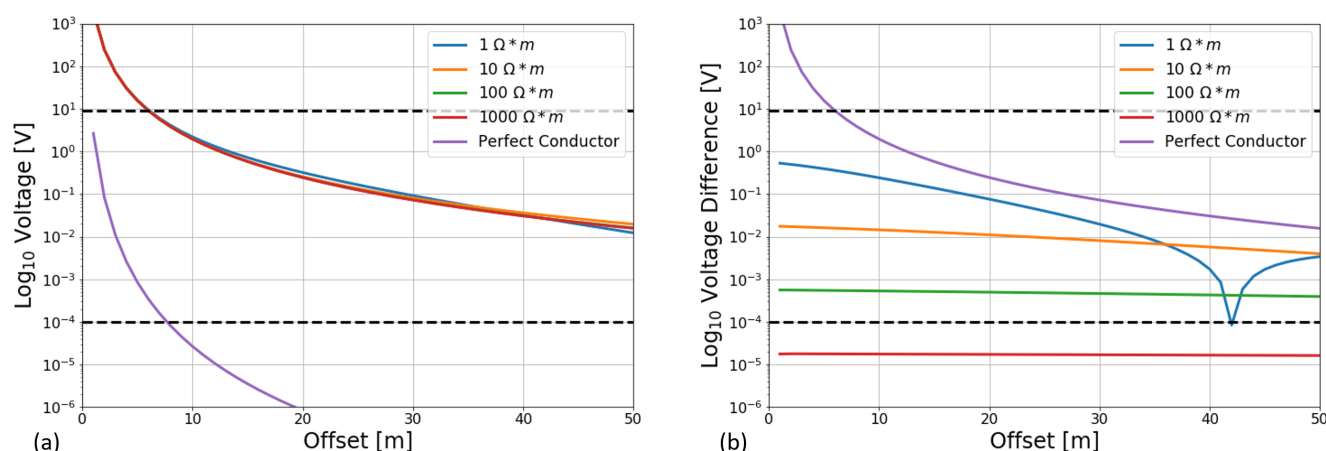 10³
10²
10¹
10⁰
10⁻¹
10⁻²
10⁻³
10⁻⁴
10⁻⁵
10⁻⁶
Log₁₀ Voltage [V]
1 Ω*m
10 Ω*m
100 Ω*m
1000 Ω*m
Perfect Conductor
0 10 20 30 40 50
Offset [m]
(a)
10³
10²
10¹
10⁰
10⁻¹
10⁻²
10⁻³
10⁻⁴
10⁻⁵
10⁻⁶
Log₁₀ Voltage Difference [V]
1 Ω*m
10 Ω*m
100 Ω*m
1000 Ω*m
Perfect Conductor
0 10 20 30 40 50
Offset [m]
(b)